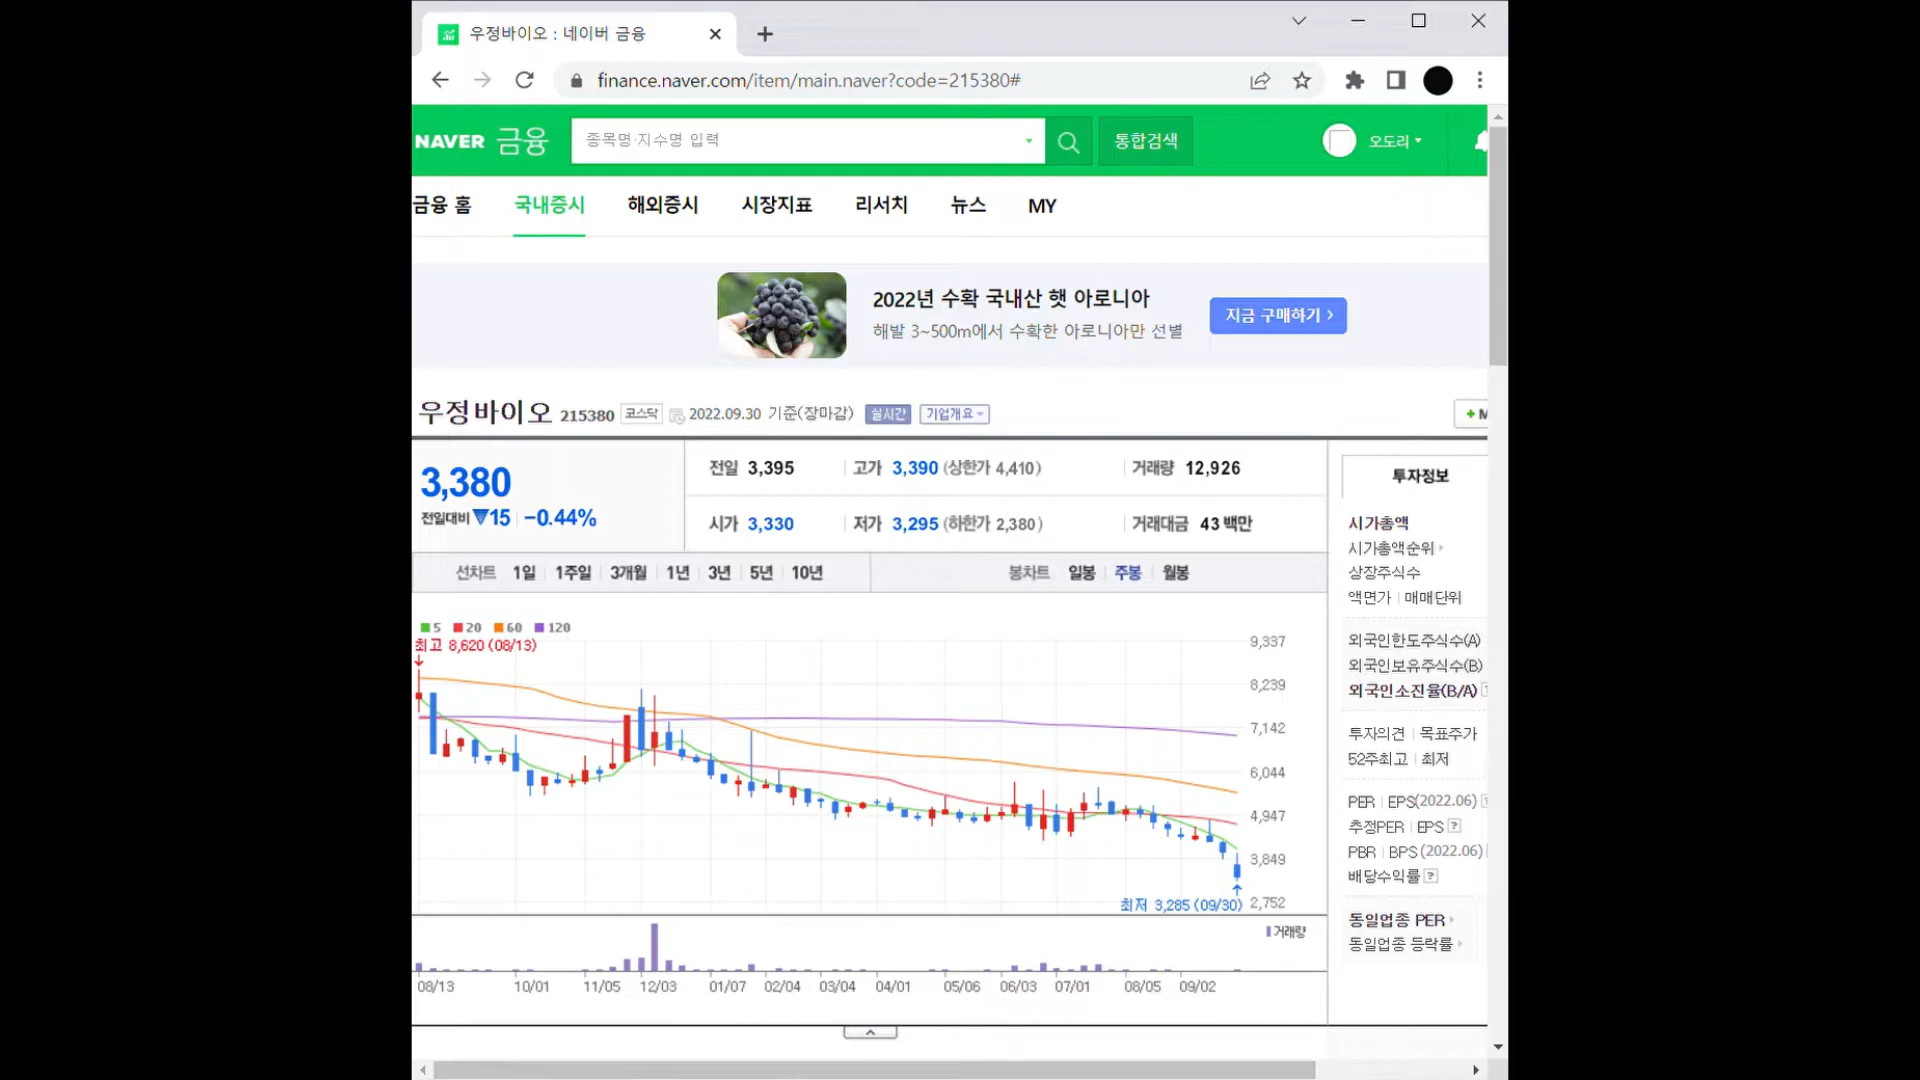 우정바이오 : 네이버 금융
finance.naver.com/item/main.naver?code=215380#
NAVER 금융 종목명·지수명 입력 통합검색 오도리
금융 홈 국내증시 해외증시 시장지표 리서치 뉴스 MY
2022년 수확 국내산 햇 아로니아
해발 3~500m에서 수확한 아로니아만 선별
지금 구매하기 >
우정바이오 215380 코스닥 2022.09.30 기준(장마감) 실시간 기업개요
+ M
3,380
전일대비 ▼15 -0.44%
전일 3,395 고가 3,390 (상한가 4,410) 거래량 12,926
시가 3,330 저가 3,295 (하한가 2,380) 거래대금 43 백만
선차트 1일 1주일 3개월 1년 3년 5년 10년 봉차트 일봉 주봉 월봉
5 20 60 120
최고 8,620 (08/13)
9,337
8,239
7,142
6,044
4,947
3,849
2,752
최저 3,285 (09/30)
거래량
08/13 10/01 11/05 12/03 01/07 02/04 03/04 04/01 05/06 06/03 07/01 08/05 09/02
투자정보
시가총액
시가총액순위
상장주식수
액면가 | 매매단위
외국인한도주식수(A)
외국인보유주식수(B)
외국인소진율(B/A) ?
투자의견 | 목표주가
52주최고 | 최저
PER | EPS(2022.06)
추정PER | EPS ?
PBR | BPS (2022.06)
배당수익률 ?
동일업종 PER
동일업종 등락률